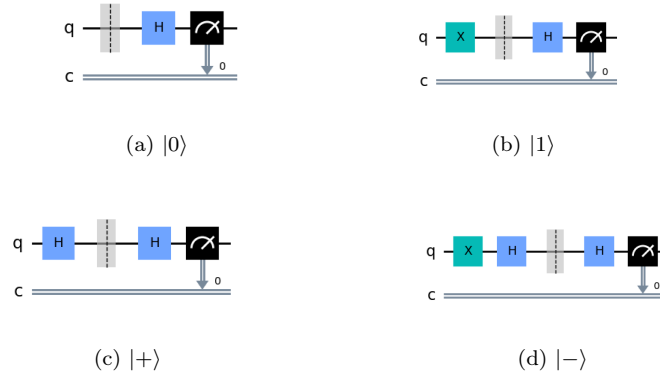 q H
0
c
(a) |0⟩
q X H
0
c
(b) |1⟩
q H H
0
c
(c) |+⟩
q X H H
0
c
(d) |−⟩